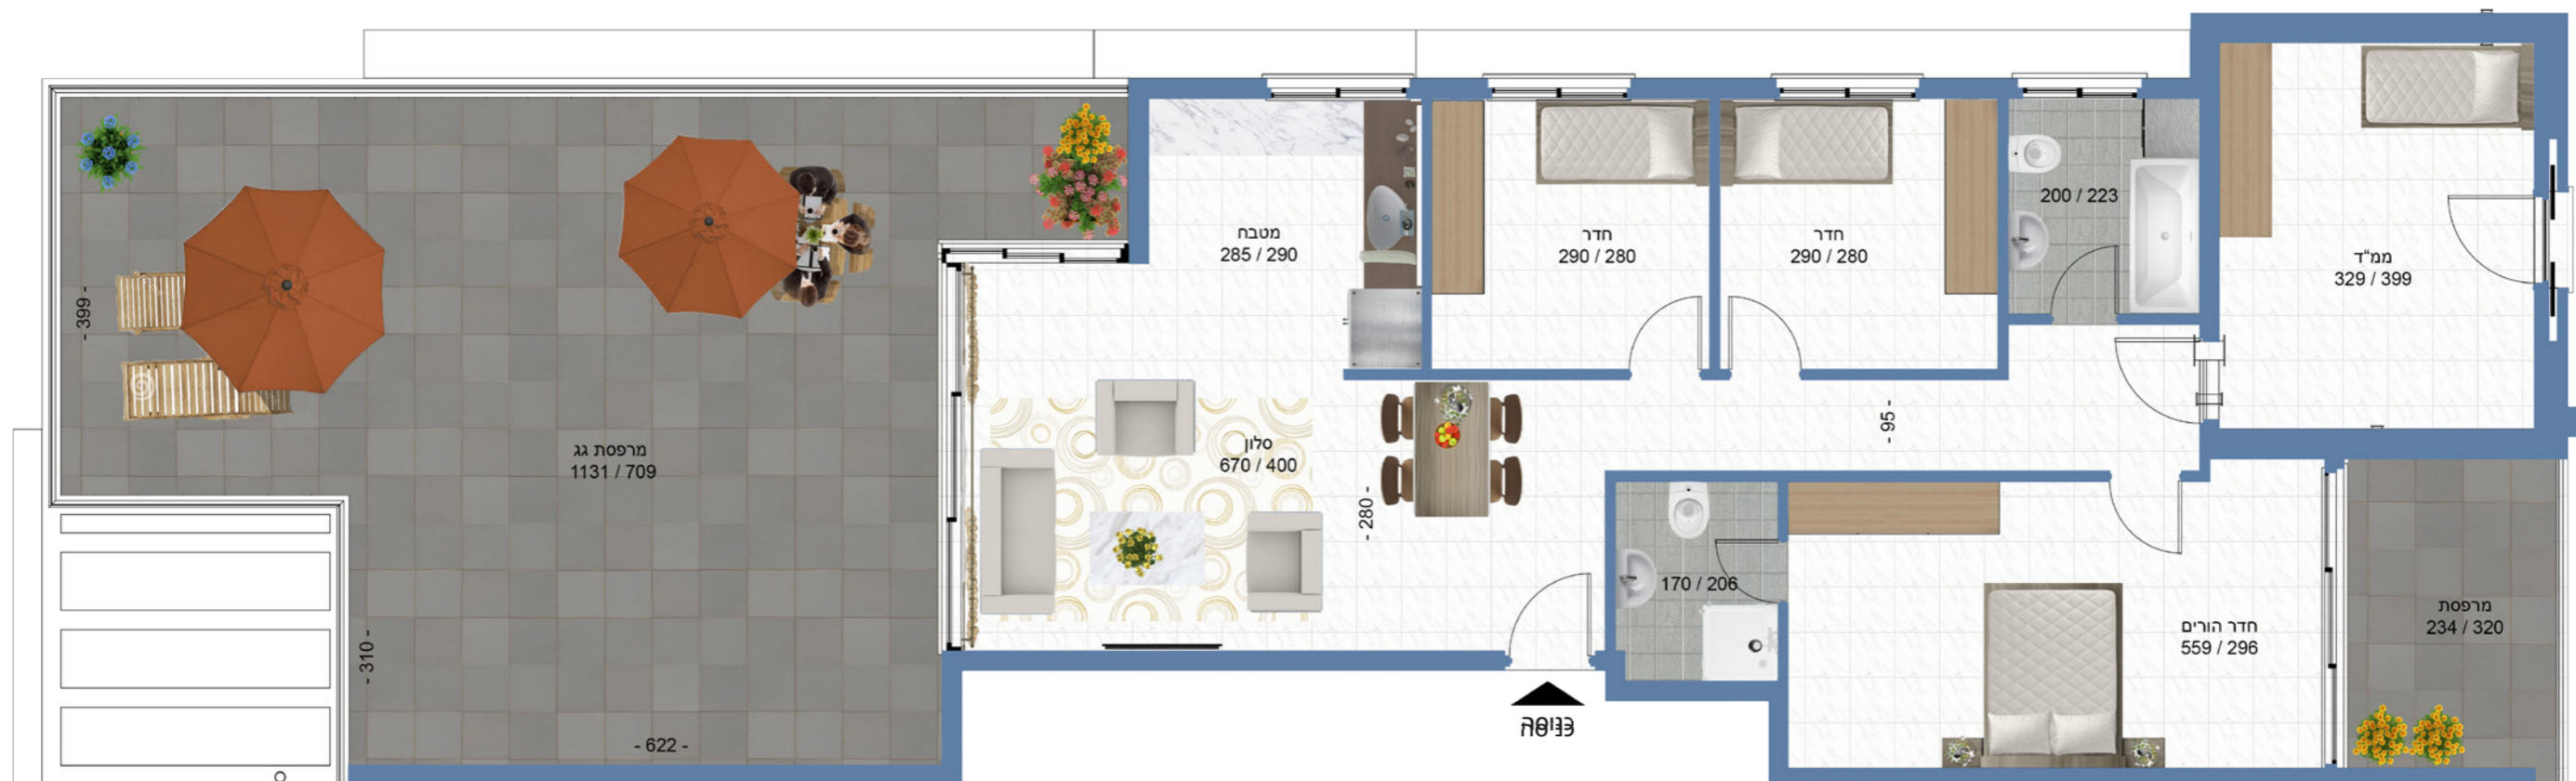 מרפסת גג
1131 / 709
- 399 -
- 310 -
- 622 -
מטבח
285 / 290
סלון
670 / 400
- 280 -
חדר
290 / 280
חדר
290 / 280
200 / 223
ממ"ד
329 / 399
- 95 -
170 / 206
חדר הורים
559 / 296
מרפסת
234 / 320
כניסה